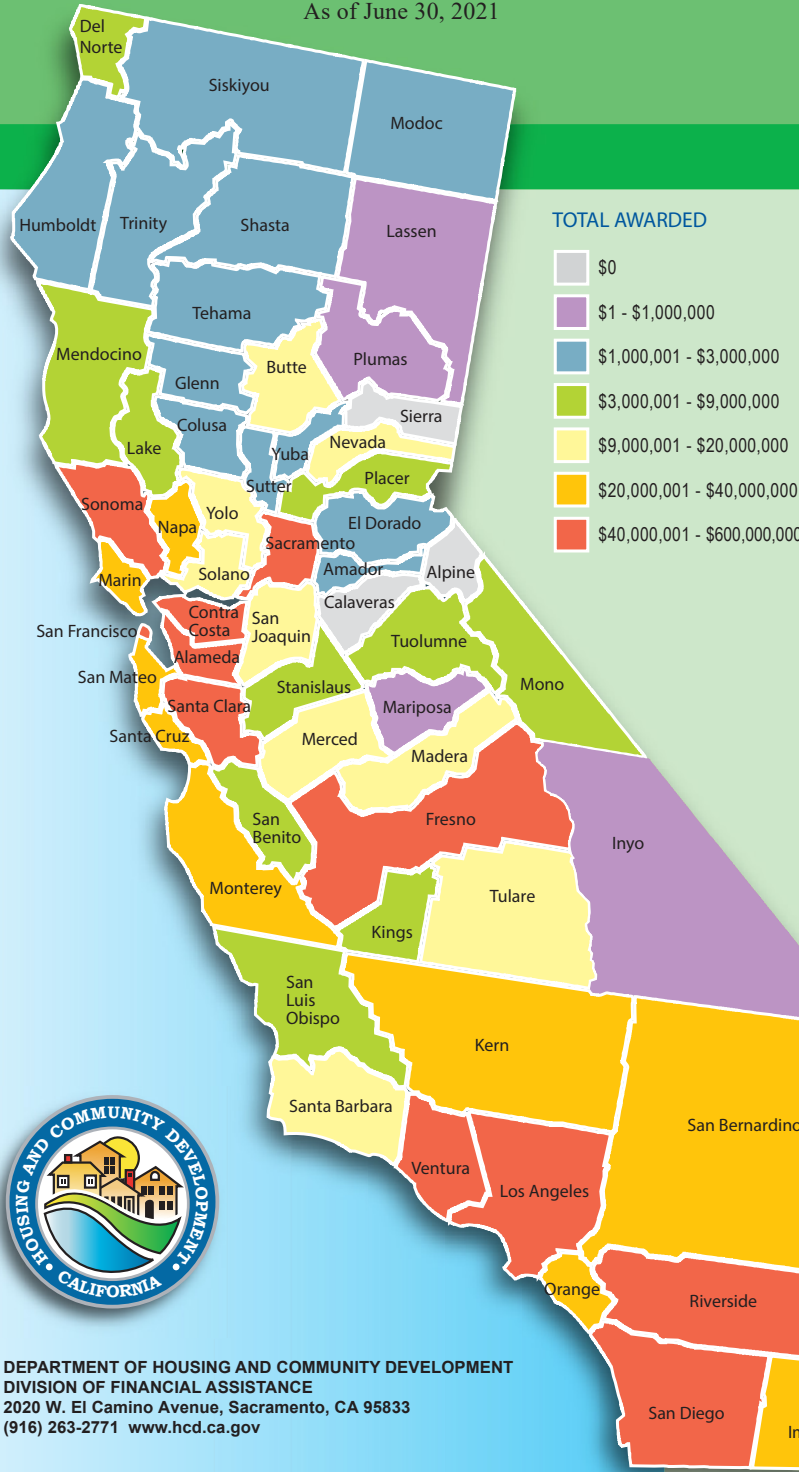 As of June 30, 2021
Del
Norte
Siskiyou
Modoc
Humboldt
Trinity
Shasta
Lassen
TOTAL AWARDED
$0
$1 - $1,000,000
$1,000,001 - $3,000,000
$3,000,001 - $9,000,000
$9,000,001 - $20,000,000
$20,000,001 - $40,000,000
$40,000,001 - $600,000,000
Tehama
Mendocino
Glenn
Butte
Plumas
Colusa
Sierra
Lake
Yuba
Nevada
Sutter
Placer
Sonoma
Napa
Yolo
Sacramento
El Dorado
Marin
Solano
Amador
Alpine
Calaveras
San Francisco
Contra
Costa
San
Joaquin
Tuolumne
Alameda
San Mateo
Stanislaus
Mono
Santa Clara
Mariposa
Santa Cruz
Merced
Madera
San
Benito
Fresno
Inyo
Monterey
Tulare
Kings
San
Luis
Obispo
Kern
Santa Barbara
San Bernardino
Ventura
Los Angeles
Orange
Riverside
San Diego
Im
HOUSING AND COMMUNITY DEVELOPMENT
CALIFORNIA
DEPARTMENT OF HOUSING AND COMMUNITY DEVELOPMENT
DIVISION OF FINANCIAL ASSISTANCE
2020 W. El Camino Avenue, Sacramento, CA 95833
(916) 263-2771 www.hcd.ca.gov